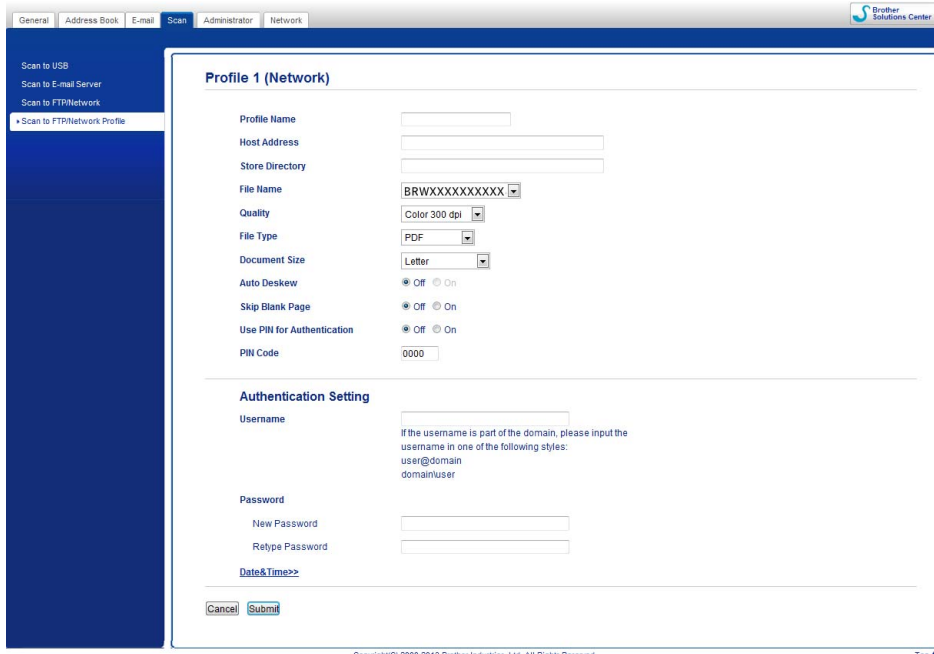 General
Address Book
E-mail
Scan
Administrator
Network
Brother
Solutions Center
Scan to USB
Scan to E-mail Server
Scan to FTP/Network
Scan to FTP/Network Profile
Profile 1 (Network)
Profile Name
Host Address
Store Directory
File Name BRWXXXXXXXXXX
Quality Color 300 dpi
File Type PDF
Document Size Letter
Auto Deskew Off On
Skip Blank Page Off On
Use PIN for Authentication Off On
PIN Code 0000
Authentication Setting
Username
If the username is part of the domain, please input the
username in one of the following styles:
user@domain
domain\user
Password
New Password
Retype Password
Date&Time>>
Cancel Submit